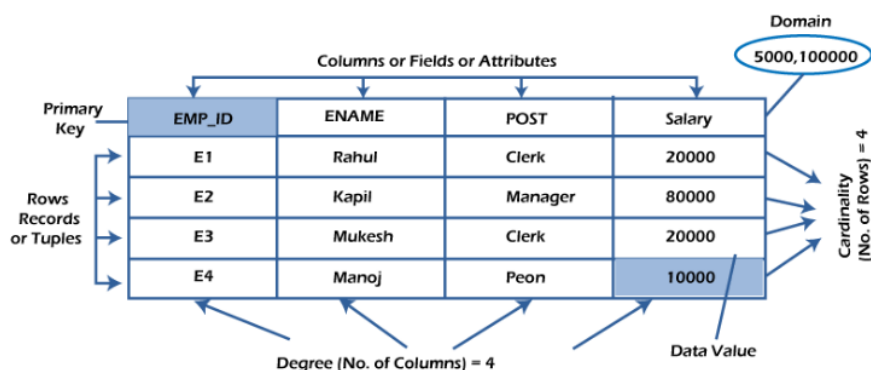 Domain
5000,100000
Columns or Fields or Attributes
Primary
Key
EMP_ID ENAME POST Salary
E1 Rahul Clerk 20000
E2 Kapil Manager 80000
E3 Mukesh Clerk 20000
E4 Manoj Peon 10000
Rows
Records
or Tuples
Cardinality
(No. of Rows) = 4
Degree (No. of Columns) = 4
Data Value